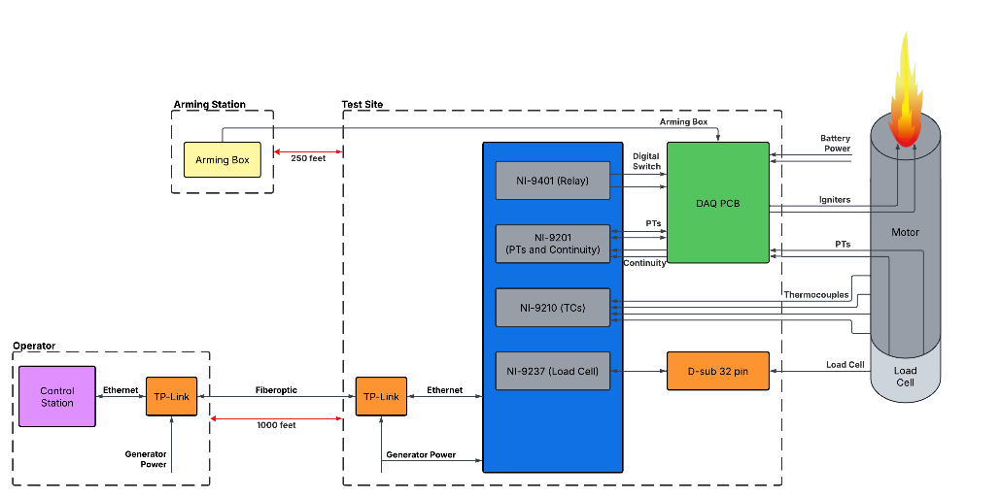 Arming Station
Arming Box
250 feet
Test Site
Arming Box
NI-9401 (Relay)
Digital
Switch
DAQ PCB
Battery
Power
Igniters
Motor
NI-9201
(PTs and Continuity)
PTs
Continuity
PTs
NI-9210 (TCs)
Thermocouples
NI-9237 (Load Cell)
D-sub 32 pin
Load Cell
Load
Cell
Operator
Control
Station
Ethernet
TP-Link
Fiberoptic
TP-Link
Ethernet
1000 feet
Generator
Power
Generator Power